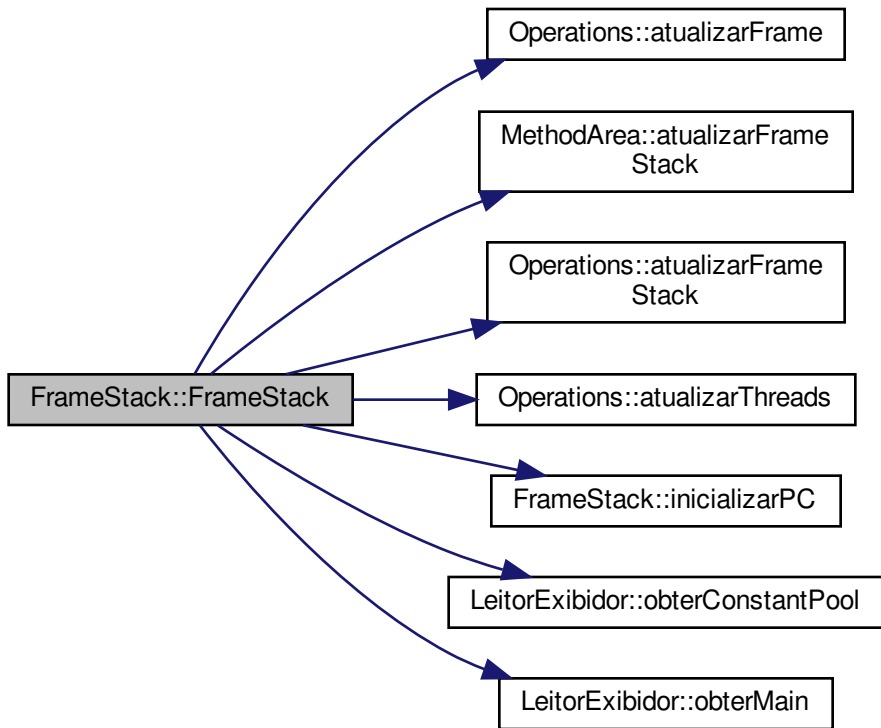 Operations::atualizarFrame
MethodArea::atualizarFrame
Stack
Operations::atualizarFrame
Stack
FrameStack::FrameStack
Operations::atualizarThreads
FrameStack::inicializarPC
LeitorExibidor::obterConstantPool
LeitorExibidor::obterMain